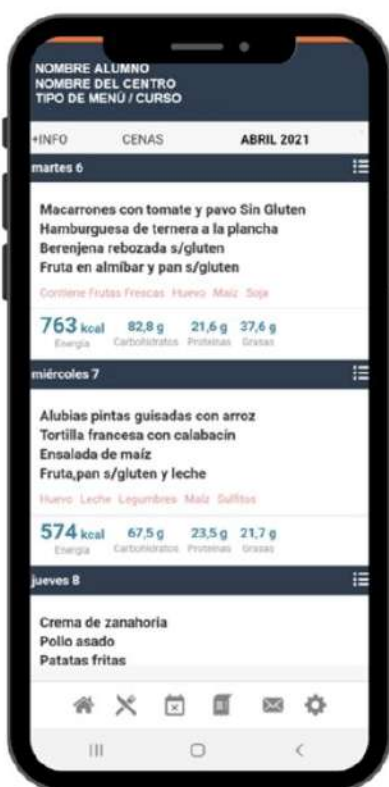 NOMBRE ALUMNO
NOMBRE DEL CENTRO
TIPO DE MENÚ / CURSO
+INFO CENAS ABRIL 2021
martes 6
Macarrones con tomate y pavo Sin Gluten
Hamburguesa de ternera a la plancha
Berenjena rebozada s/gluten
Fruta en almíbar y pan s/gluten
Contiene Frutas Frescas Huevo Maíz Soja
763 kcal 82,8 g 21,6 g 37,6 g
Energía Carbohidratos Proteínas Grasas
miércoles 7
Alubias pintas guisadas con arroz
Tortilla francesa con calabacín
Ensalada de maíz
Fruta,pan s/gluten y leche
Huevo Leche Legumbres Maíz Sulfitos
574 kcal 67,5 g 23,5 g 21,7 g
Energía Carbohidratos Proteínas Grasas
jueves 8
Crema de zanahoria
Pollo asado
Patatas fritas